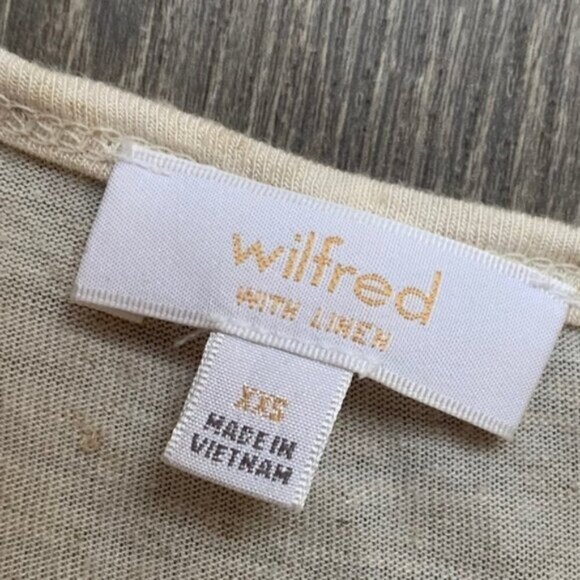 wilfred
WITH LINEN
XXS
MADE IN
VIETNAM